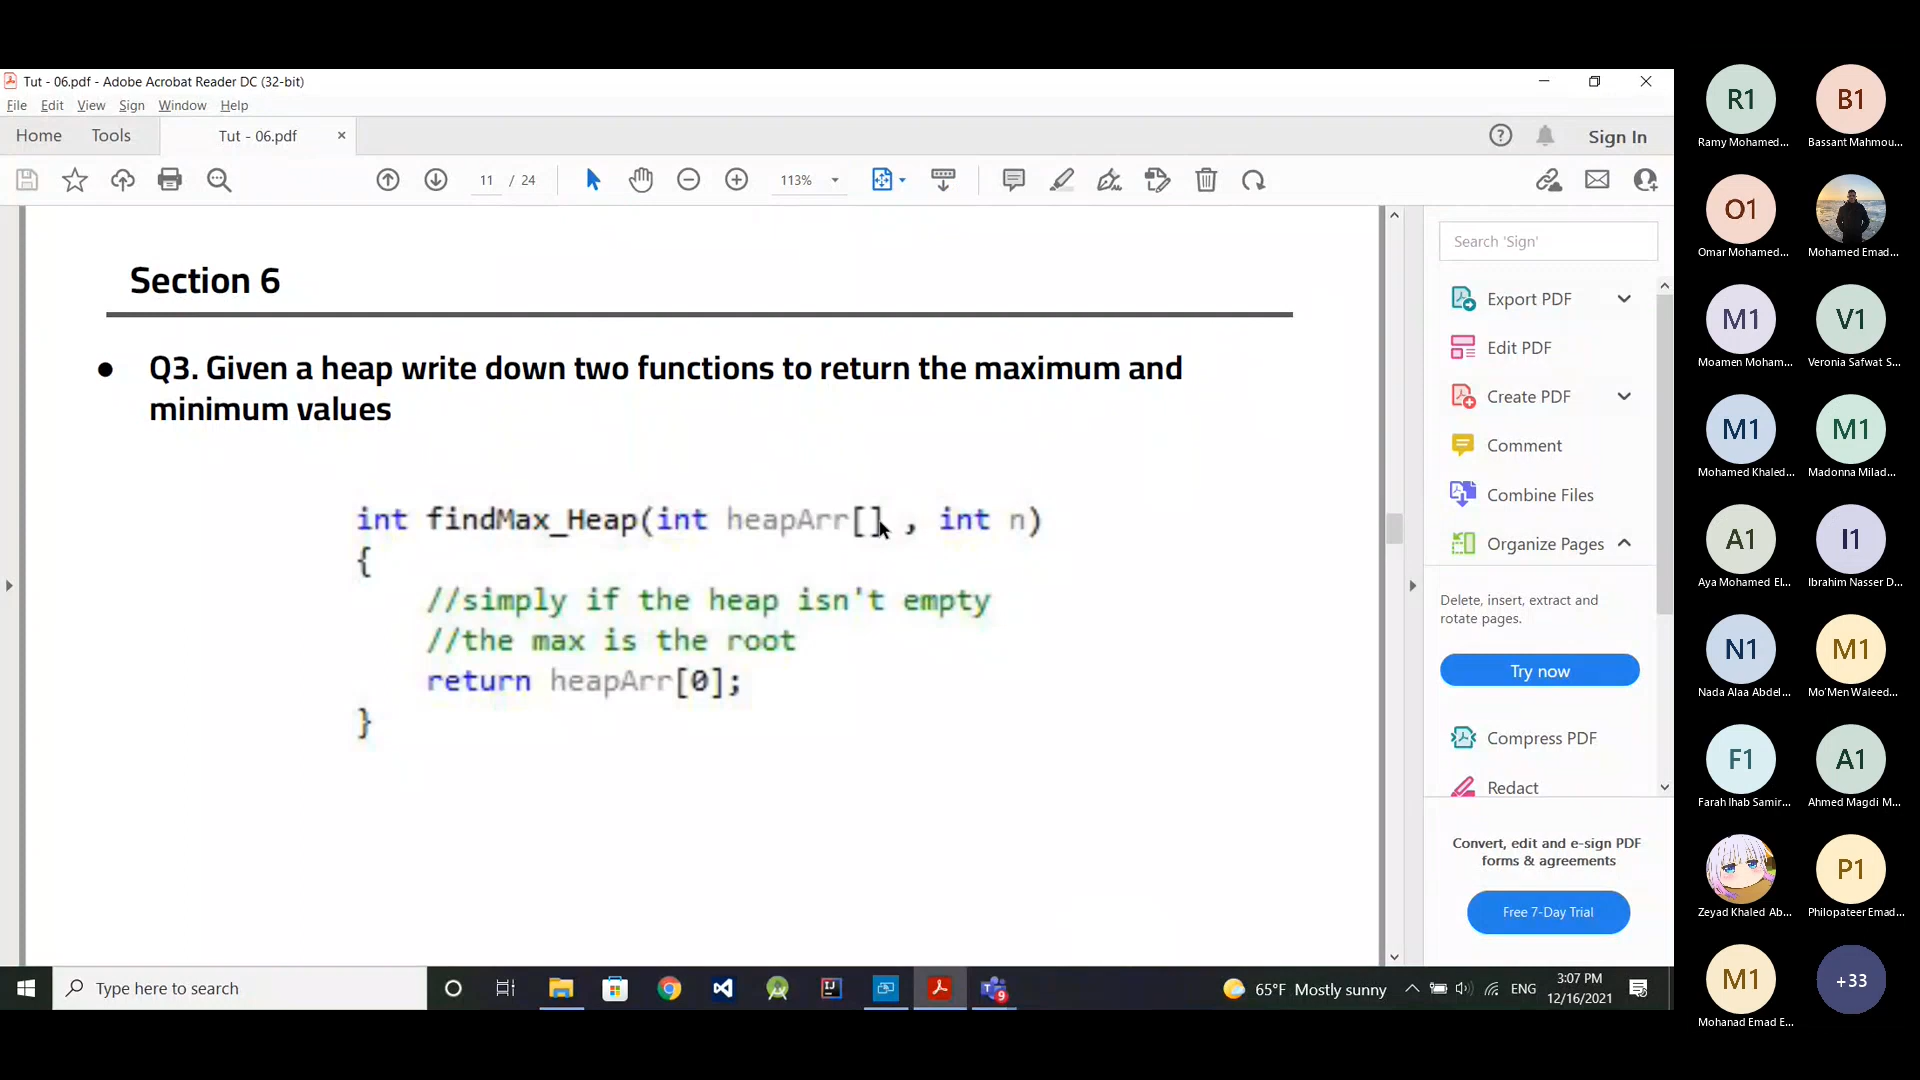 Tut - 06.pdf - Adobe Acrobat Reader DC (32-bit)
File Edit View Sign Window Help
Home Tools Tut - 06.pdf × Sign In
11 / 24 113%
Section 6
● Q3. Given a heap write down two functions to return the maximum and
minimum values
int findMax_Heap(int heapArr[] , int n)
{
//simply if the heap isn't empty
//the max is the root
return heapArr[0];
}
Search 'Sign'
Export PDF
Edit PDF
Create PDF
Comment
Combine Files
Organize Pages
Delete, insert, extract and
rotate pages.
Try now
Compress PDF
Redact
Convert, edit and e-sign PDF
forms & agreements
Free 7-Day Trial
Type here to search
9
65°F Mostly sunny
ENG
3:07 PM
12/16/2021
R1 B1
Ramy Mohamed... Bassant Mahmou...
O1
Omar Mohamed... Mohamed Emad...
M1 V1
Moamen Moham... Veronia Safwat S...
M1 M1
Mohamed Khaled... Madonna Milad...
A1 I1
Aya Mohamed El... Ibrahim Nasser D...
N1 M1
Nada Alaa Abdel... Mo'Men Waleed...
F1 A1
Farah Ihab Samir... Ahmed Magdi M...
P1
Zeyad Khaled Ab... Philopateer Emad...
M1 +33
Mohanad Emad E...